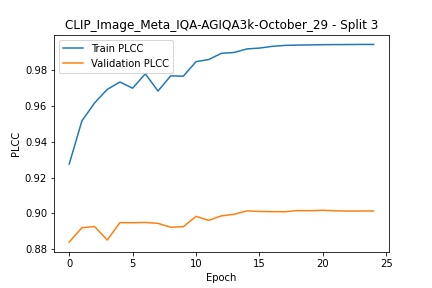 CLIP_Image_Meta_IQA-AGIQA3k-October_29 - Split 3
Train PLCC
Validation PLCC
0.98
0.96
0.94
0.92
0.90
0.88
PLCC
0 5 10 15 20 25
Epoch